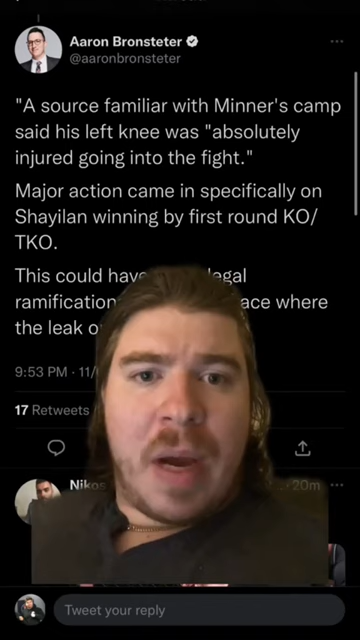 Aaron Bronsteter
@aaronbronsteter
"A source familiar with Minner's camp
said his left knee was "absolutely
injured going into the fight."
Major action came in specifically on
Shayilan winning by first round KO/
TKO.
This could have legal
ramification where
the leak
9:53 PM · 11/
17 Retweets
Nikos 20m
Tweet your reply